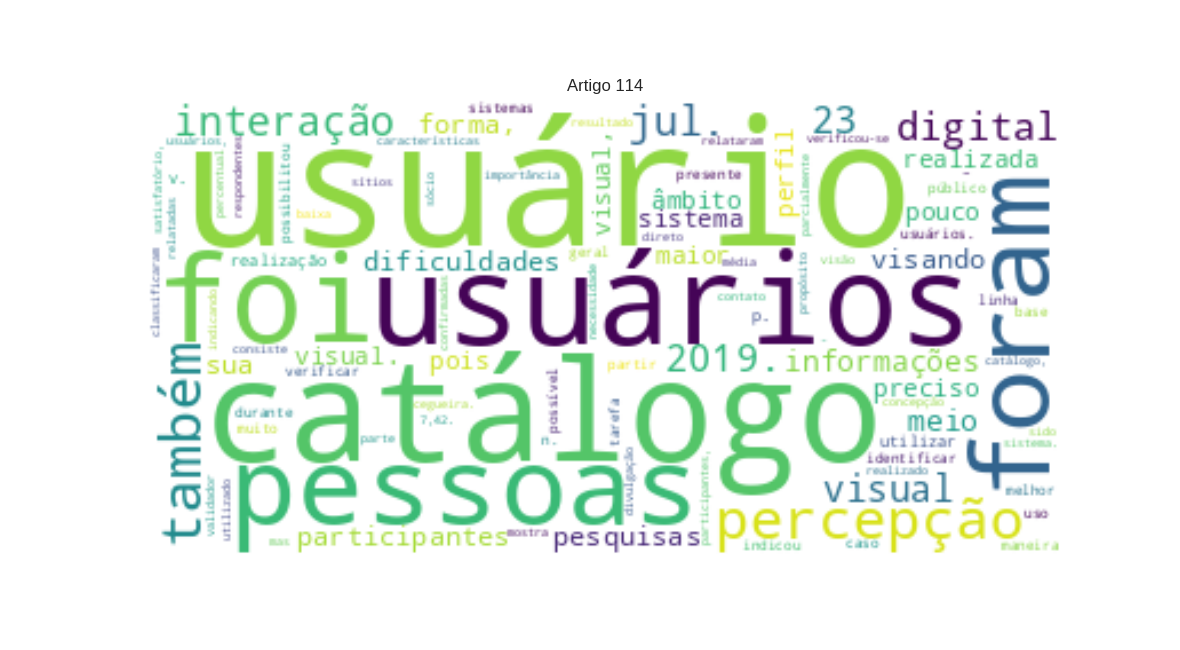 Artigo 114
sistemas
interação
forma,
resultado
jul.
23
digital
usuários,
características
relataram
verificou-se
usuário
satisfatório,
percentual
respondentes
possibilitou
visual,
perfil
parcialmente
realizada
v.
sítios
sócio
importância
presente
público
relatadas
baixa
âmbito
sistema
pouco
foram
direto
usuários.
foi
realização
dificuldades
geral
maior
média
visão
visando
classificaram
indicando
usuários
confirmadas
necessidade
contato
propósito
p.
linha
base
também
consiste
visual.
sua
verificar
pois
partir
2019.
informações
catálogo,
catálogo
preciso
durante
muito
cegueira.
7,42.
possível
tarefa
concepção
meio
parte
n.
utilizar
sido
sistema.
identificar
realizado
pessoas
validador
utilizado
divulgação
participantes,
visual
melhor
percepção
uso
mas
participantes
mostra
pesquisas
indicou
caso
maneira